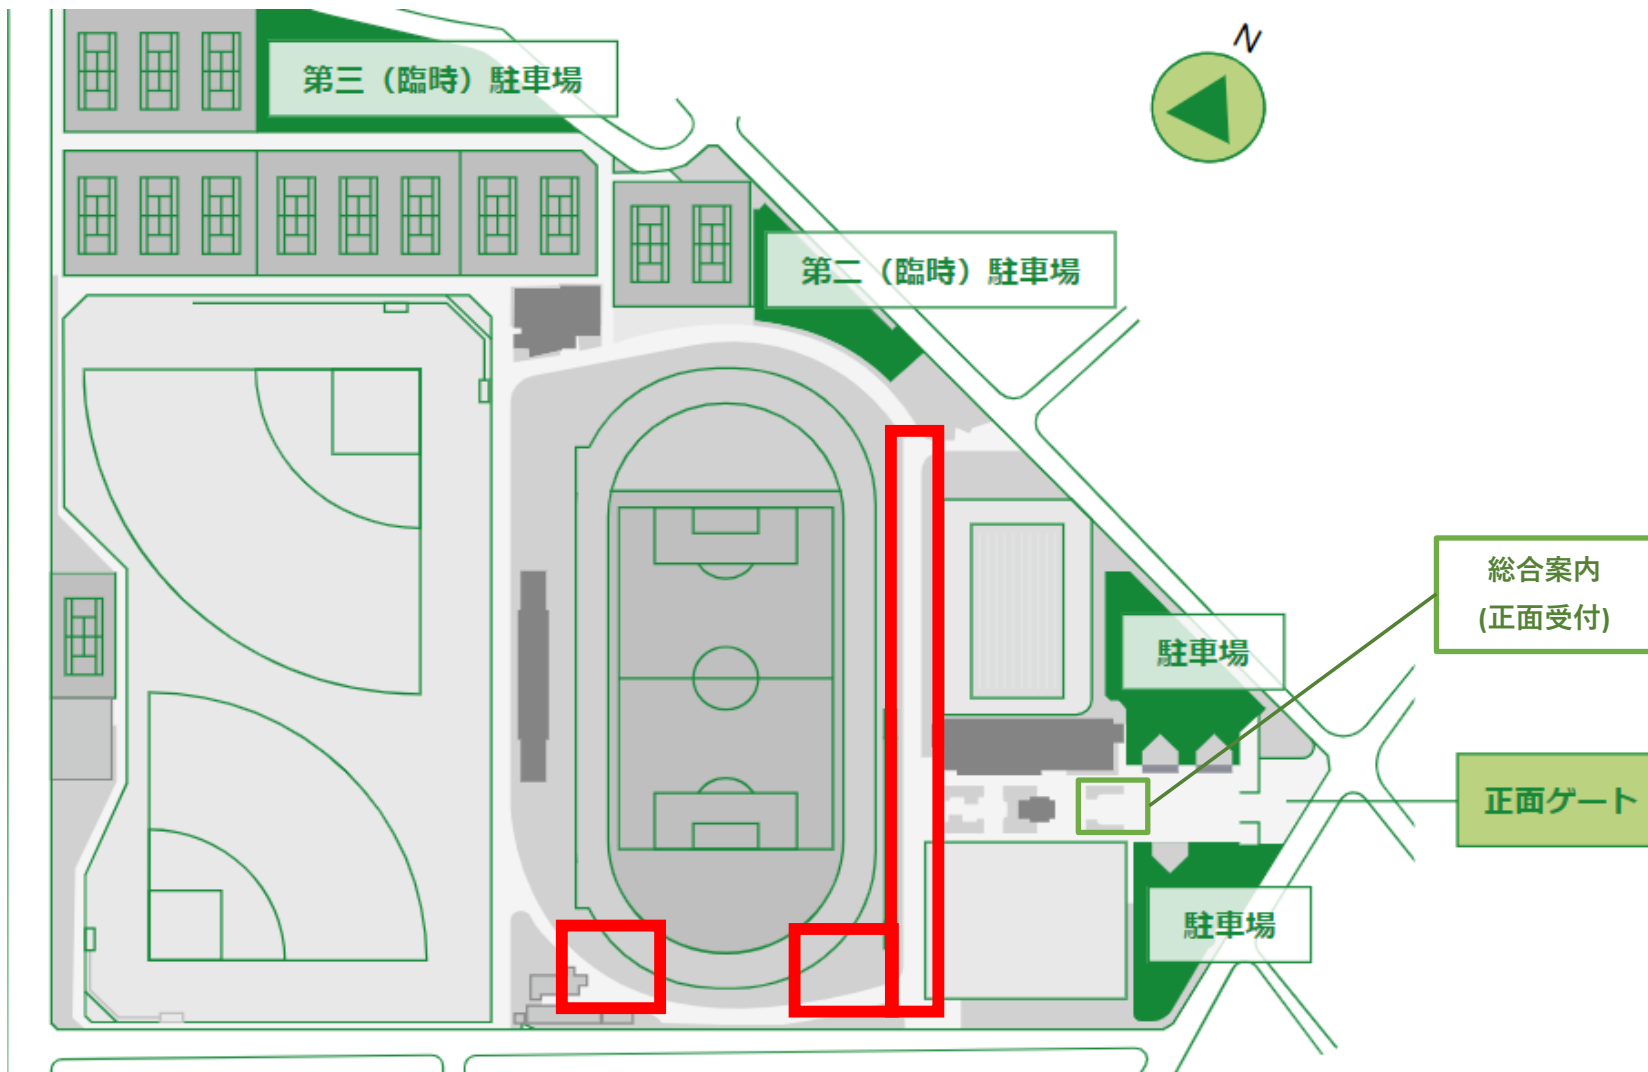 N
第三（臨時）駐車場
第二（臨時）駐車場
総合案内
(正面受付)
駐車場
正面ゲート
駐車場